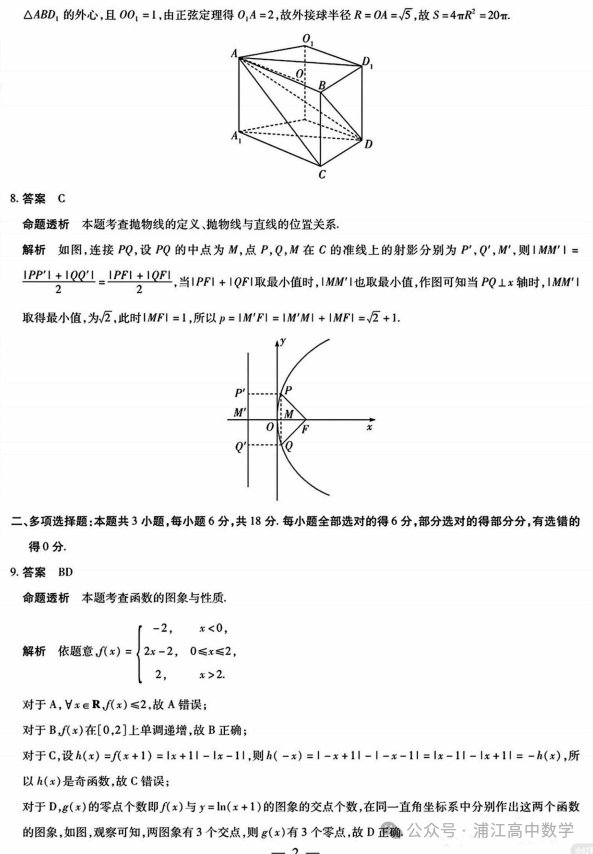 △ABD₁ 的外心,且 OO₁ =1,由正弦定理得 O₁A=2,故外接球半径 R=OA=√5,故 S=4πR² =20π.
O₁
A
D₁
O
B
A₁
D
C
8. 答案 C
命题透析 本题考查抛物线的定义、抛物线与直线的位置关系.
解析 如图,连接 PQ,设 PQ 的中点为 M,点 P,Q,M 在 C 的准线上的射影分别为 P′,Q′,M′,则|MM′| =
(|PP′|+|QQ′|)/2 = (|PF|+|QF|)/2,当|PF|+|QF|取最小值时,|MM′|也取最小值,作图可知当 PQ⊥x 轴时,|MM′|
取得最小值,为√2,此时|MF|=1,所以 p=|M′F|=|M′M|+|MF|=√2+1.
y
P′ P
M′ O M F x
Q′ Q
二、多项选择题:本题共 3 小题,每小题 6 分,共 18 分. 每小题全部选对的得 6 分,部分选对的得部分分,有选错的
得 0 分.
9. 答案 BD
命题透析 本题考查函数的图象与性质.
-2, x<0,
解析 依题意,f(x)={2x-2, 0≤x≤2,
2, x>2.
对于 A,∀x∈R,f(x)≤2,故 A 错误;
对于 B,f(x)在[0,2]上单调递增,故 B 正确;
对于 C,设 h(x)=f(x+1)=|x+1|-|x-1|,则 h(-x)=|-x+1|-|-x-1|=|x-1|-|x+1|=-h(x),所
以 h(x)是奇函数,故 C 错误;
对于 D,g(x)的零点个数即 f(x)与 y=ln(x+1)的图象的交点个数,在同一直角坐标系中分别作出这两个函数
的图象,如图,观察可知,两图象有 3 个交点,则 g(x)有 3 个零点,故 D 正确.
公众号 · 浦江高中数学
— 2 —